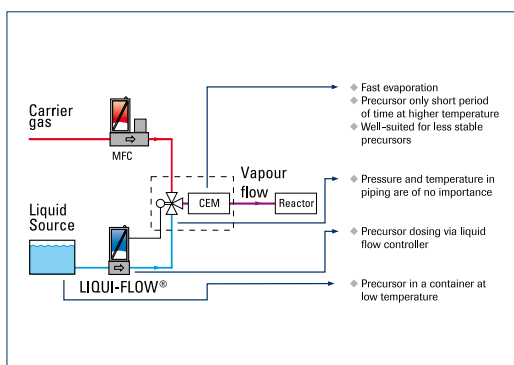 Carrier
gas
MFC
Liquid
Source
LIQUI-FLOW®
Vapour
flow
CEM
Reactor
◆ Fast evaporation
◆ Precursor only short period
of time at higher temperature
◆ Well-suited for less stable
precursors
◆ Pressure and temperature in
piping are of no importance
◆ Precursor dosing via liquid
flow controller
◆ Precursor in a container at
low temperature